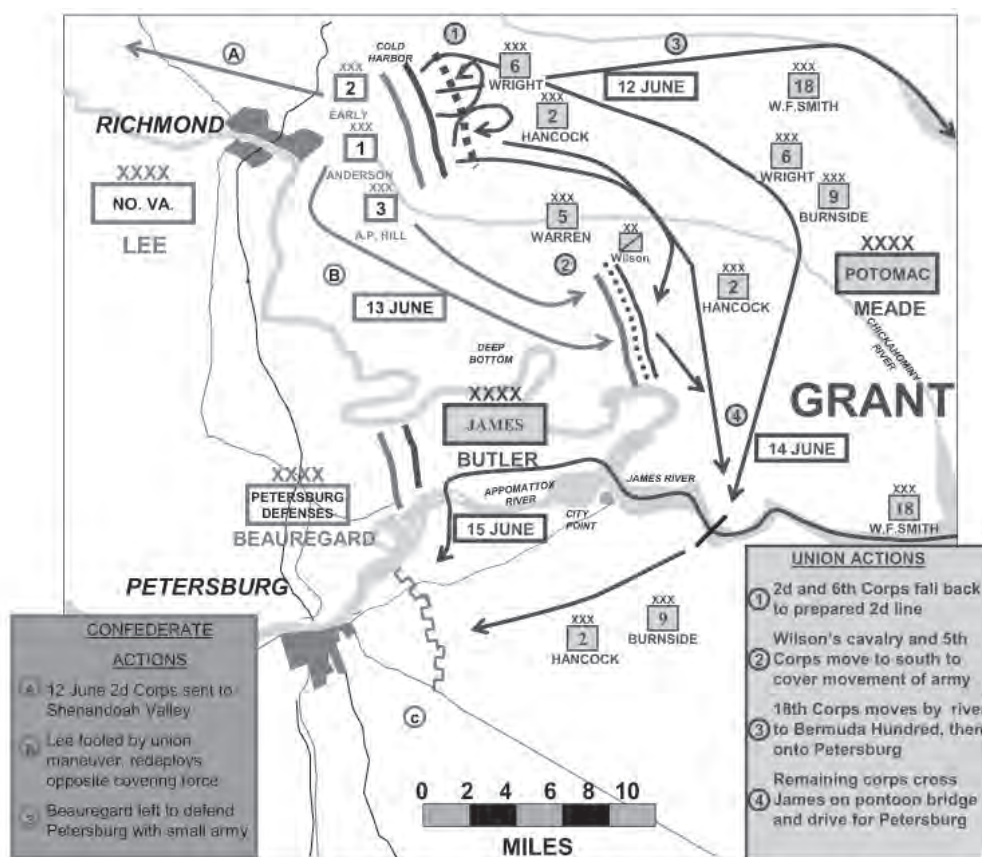 A
COLD
HARBOR
1
3
XXX
6
WRIGHT
12 JUNE
XXX
18
W.F.SMITH
XXX
2
EARLY
RICHMOND
XXX
2
HANCOCK
XXX
1
ANDERSON
XXX
6
WRIGHT
XXX
9
BURNSIDE
XXXX
NO. VA.
LEE
XXX
3
A.P. HILL
XXX
5
WARREN
XX
Wilson
2
B
13 JUNE
XXX
2
HANCOCK
XXXX
POTOMAC
MEADE
CHICKAHOMINY
RIVER
DEEP
BOTTOM
GRANT
XXXX
JAMES
BUTLER
4
14 JUNE
XXXX
PETERSBURG
DEFENSES
BEAUREGARD
APPOMATTOX
RIVER
JAMES RIVER
CITY
POINT
15 JUNE
XXX
18
W.F.SMITH
PETERSBURG
XXX
2
HANCOCK
XXX
9
BURNSIDE
C
CONFEDERATE
ACTIONS
A 12 June 2d Corps sent to
Shenandoah Valley
B Lee fooled by union
maneuver, redeploys
opposite covering force
Beauregard left to defend
Petersburg with small army
UNION ACTIONS
1 2d and 6th Corps fall back
to prepared 2d line
Wilson's cavalry and 5th
2 Corps move to south to
cover movement of army
18th Corps moves by river
3 to Bermuda Hundred, then
onto Petersburg
Remaining corps cross
4 James on pontoon bridge
and drive for Petersburg
0 2 4 6 8 10
MILES